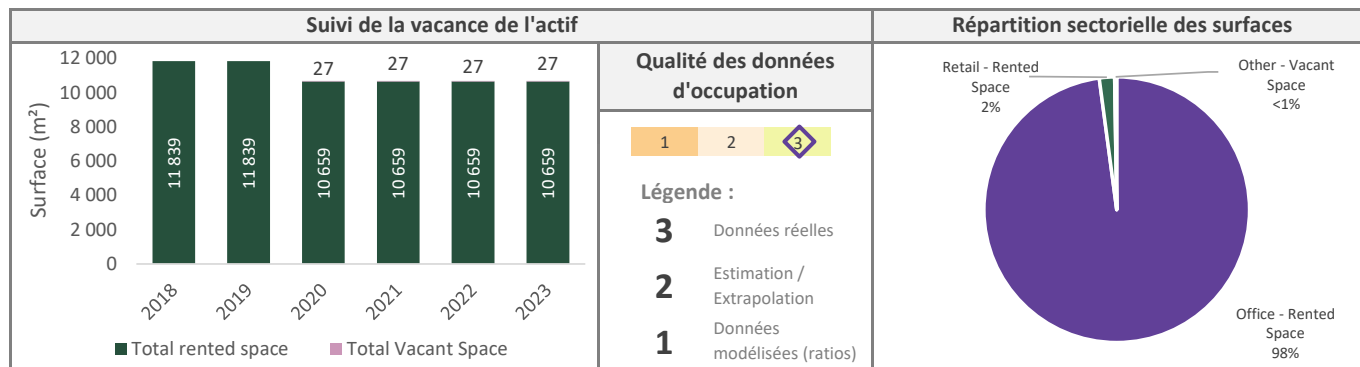 Suivi de la vacance de l'actif
Surface (m²)
12 000
10 000
8 000
6 000
4 000
2 000
0
27
27
27
27
11 839
11 839
10 659
10 659
10 659
10 659
2018
2019
2020
2021
2022
2023
Total rented space
Total Vacant Space
Qualité des données
d'occupation
1
2
3
Légende :
3
Données réelles
2
Estimation /
Extrapolation
1
Données
modélisées (ratios)
Répartition sectorielle des surfaces
Retail - Rented
Space
2%
Other - Vacant
Space
<1%
Office - Rented
Space
98%